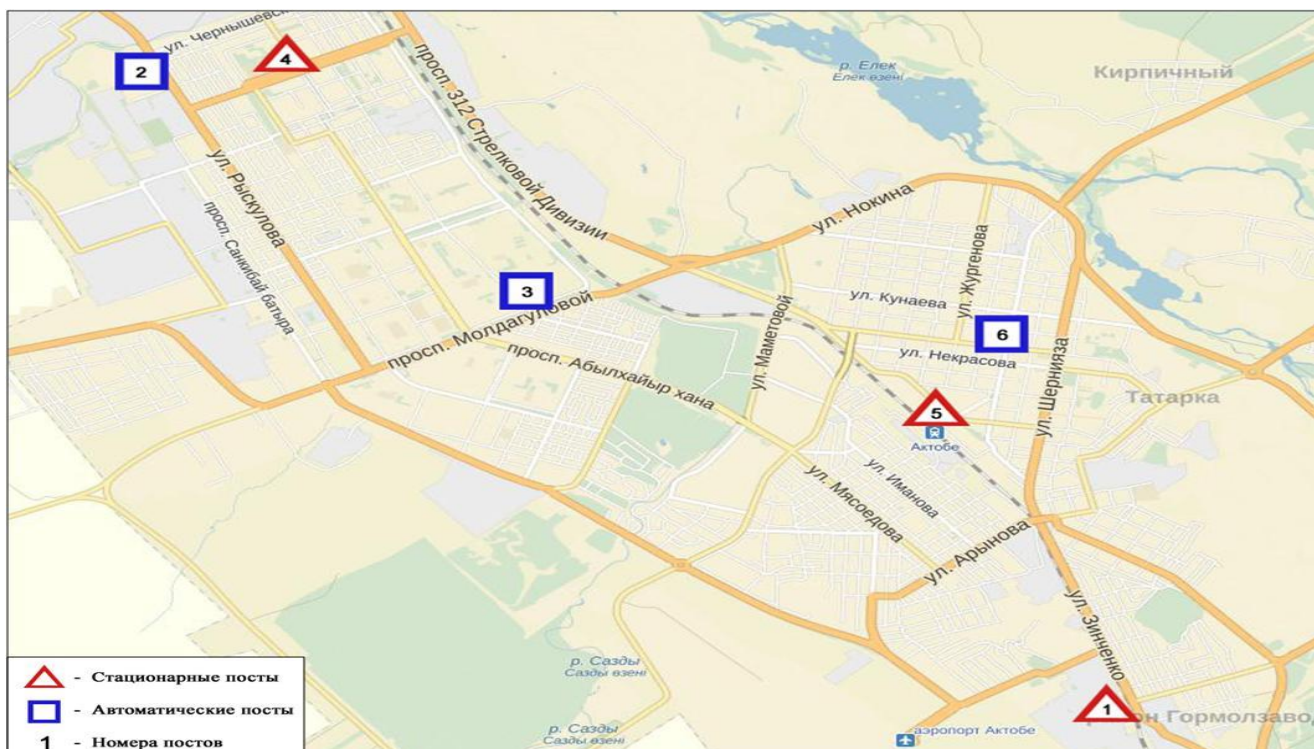 ул. Чернышевск
2
4
просп. 312 Стрелковой Дивизии
р. Елек
Елек өзені
Кирпичный
ул. Рыскулова
просп. Санкибай батыра
ул. Нокина
ул. Жургенова
3
просп. Молдагуловой
ул. Кунаева
6
ул. Некрасова
ул. Маметовой
просп. Абылхайыр хана
ул. Шернияза
Татарка
5
Актобе
ул. Мясоедова
ул. Иманова
ул. Арынова
ул. Зинченко
р. Сазды
Сазды өзені
1
он Гормолзавод
р. Сазды
Сазды өзені
аэропорт Актобе
- Стационарные посты
- Автоматические посты
1 - Номера постов